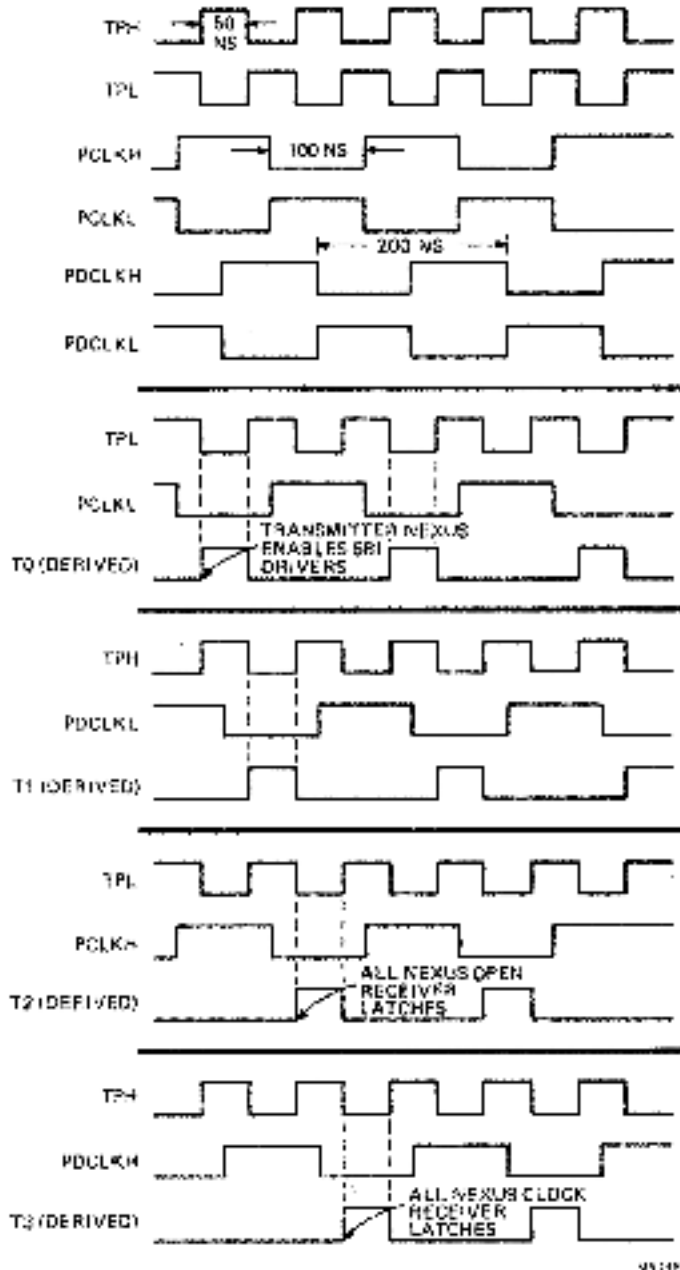 TPH
50
NS
TPL
PCLKH
100 NS
PCLKL
200 NS
PDCLKH
PDCLKL
TPL
PCLKL
TRANSMITTER NEXUS
ENABLES SBI
DRIVERS
T0 (DERIVED)
TPH
PDCLKL
T1 (DERIVED)
TPL
PCLKH
ALL NEXUS OPEN
RECEIVER
LATCHES
T2 (DERIVED)
TPH
PDCLKH
ALL NEXUS CLOCK
RECEIVER
LATCHES
T3 (DERIVED)